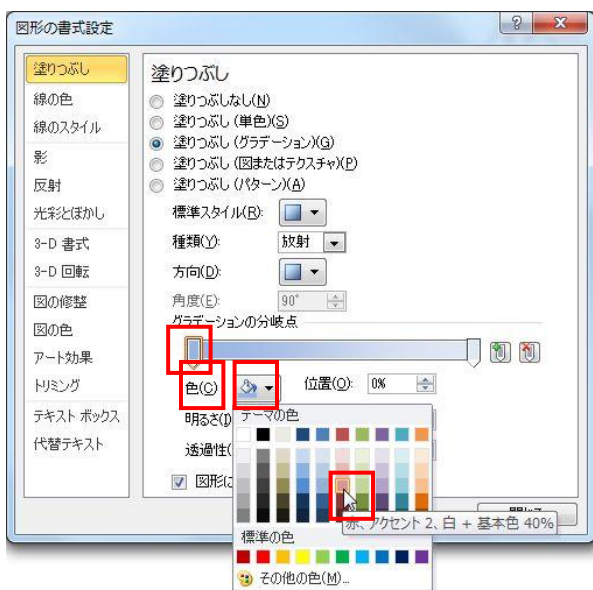 図形の書式設定
塗りつぶし
線の色
線のスタイル
影
反射
光彩とぼかし
3-D 書式
3-D 回転
図の修整
図の色
アート効果
トリミング
テキスト ボックス
代替テキスト
塗りつぶし
塗りつぶしなし(N)
塗りつぶし (単色)(S)
塗りつぶし (グラデーション)(G)
塗りつぶし (図またはテクスチャ)(P)
塗りつぶし (パターン)(A)
標準スタイル(R):
種類(Y): 放射
方向(D):
角度(E): 90°
グラデーションの分岐点
色(C) 位置(O): 0%
明るさ(I)
透過性(
図形に
テーマの色
赤、アクセント 2、白 + 基本色 40%
標準の色
その他の色(M)...